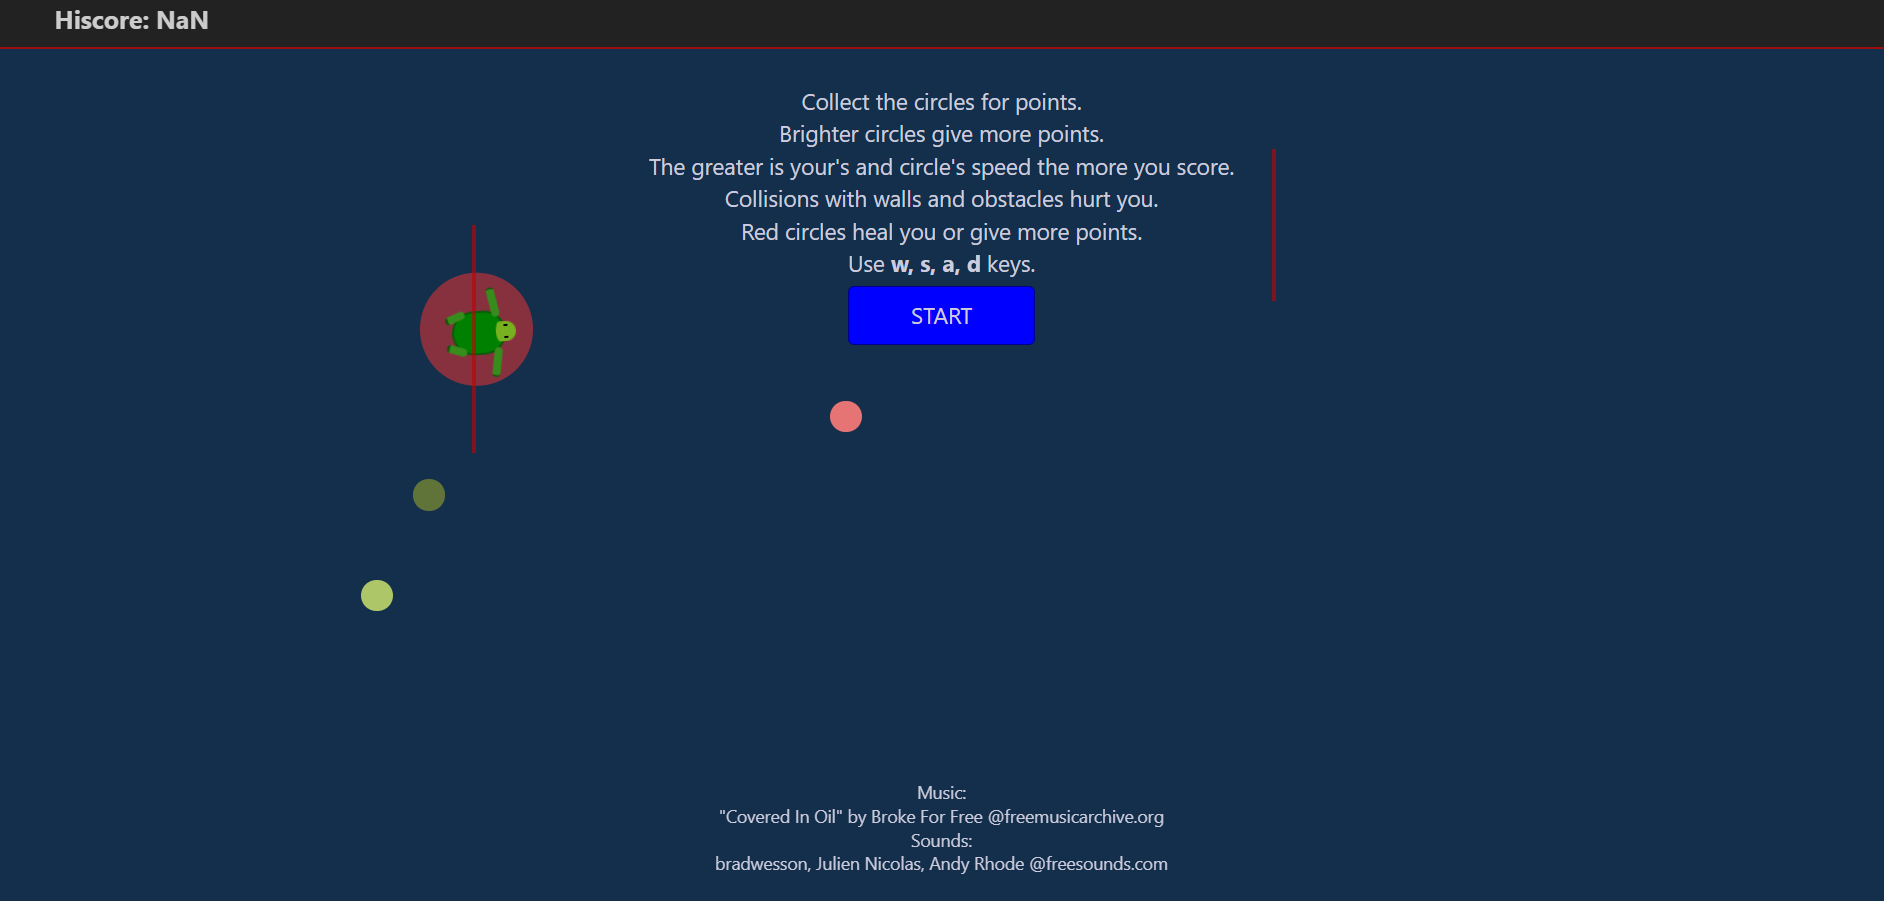 Hiscore: NaN
Collect the circles for points.
Brighter circles give more points.
The greater is your's and circle's speed the more you score.
Collisions with walls and obstacles hurt you.
Red circles heal you or give more points.
Use w, s, a, d keys.
START
Music:
"Covered In Oil" by Broke For Free @freemusicarchive.org
Sounds:
bradwesson, Julien Nicolas, Andy Rhode @freesounds.com